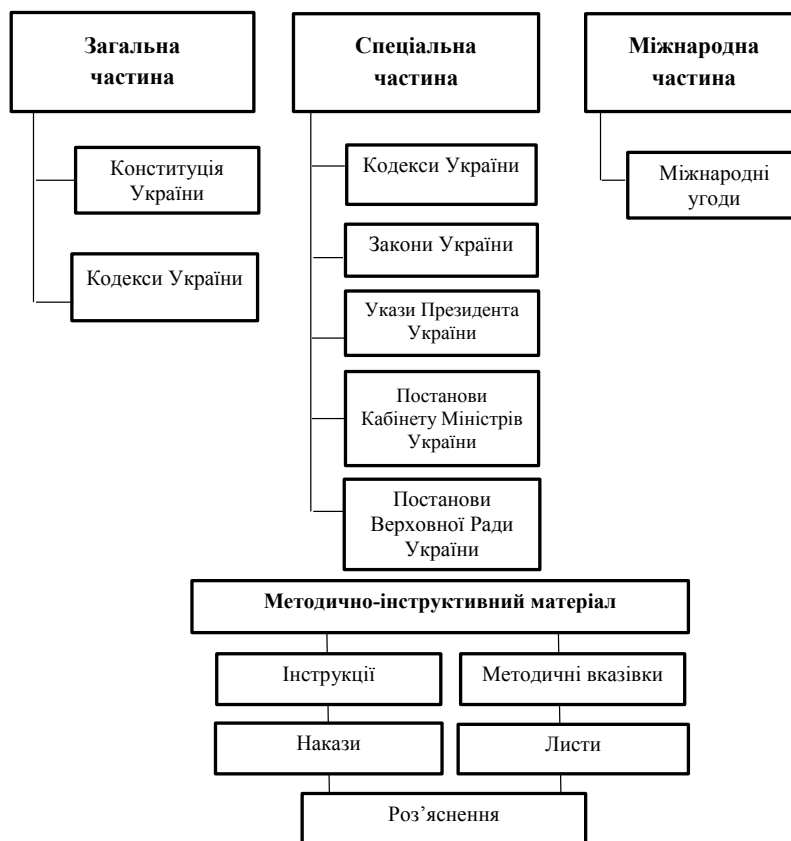 Загальна
частина
Конституція
України
Кодекси України
Спеціальна
частина
Кодекси України
Закони України
Укази Президента
України
Постанови
Кабінету Міністрів
України
Постанови
Верховної Ради
України
Міжнародна
частина
Міжнародні
угоди
Методично-інструктивний матеріал
Інструкції
Методичні вказівки
Накази
Листи
Роз’яснення